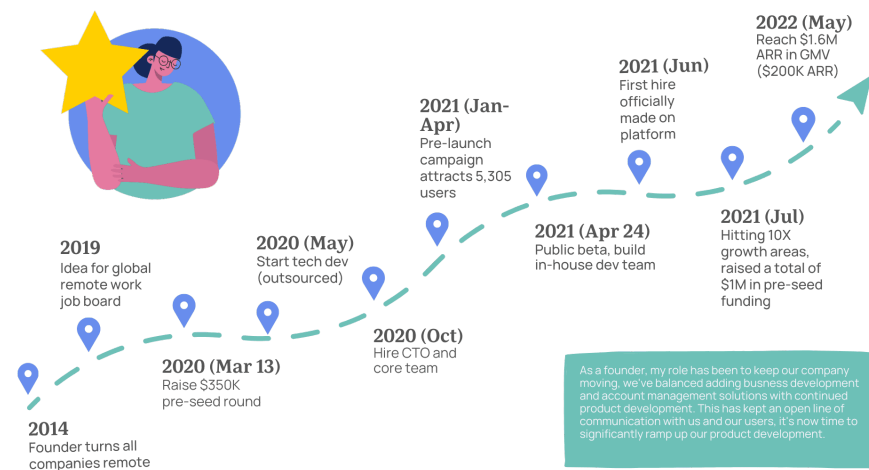 2014
Founder turns all
companies remote
2019
Idea for global
remote work
job board
2020 (Mar 13)
Raise $350K
pre-seed round
2020 (May)
Start tech dev
(outsourced)
2020 (Oct)
Hire CTO and
core team
2021 (Jan-
Apr)
Pre-launch
campaign
attracts 5,305
users
2021 (Apr 24)
Public beta, build
in-house dev team
2021 (Jun)
First hire
officially
made on
platform
2021 (Jul)
Hitting 10X
growth areas,
raised a total of
$1M in pre-seed
funding
2022 (May)
Reach $1.6M
ARR in GMV
($200K ARR)
As a founder, my role has been to keep our company
moving, we've balanced adding busness development
and account management solutions with continued
product development. This has kept an open line of
communication with us and our users, it's now time to
significantly ramp up our product development.